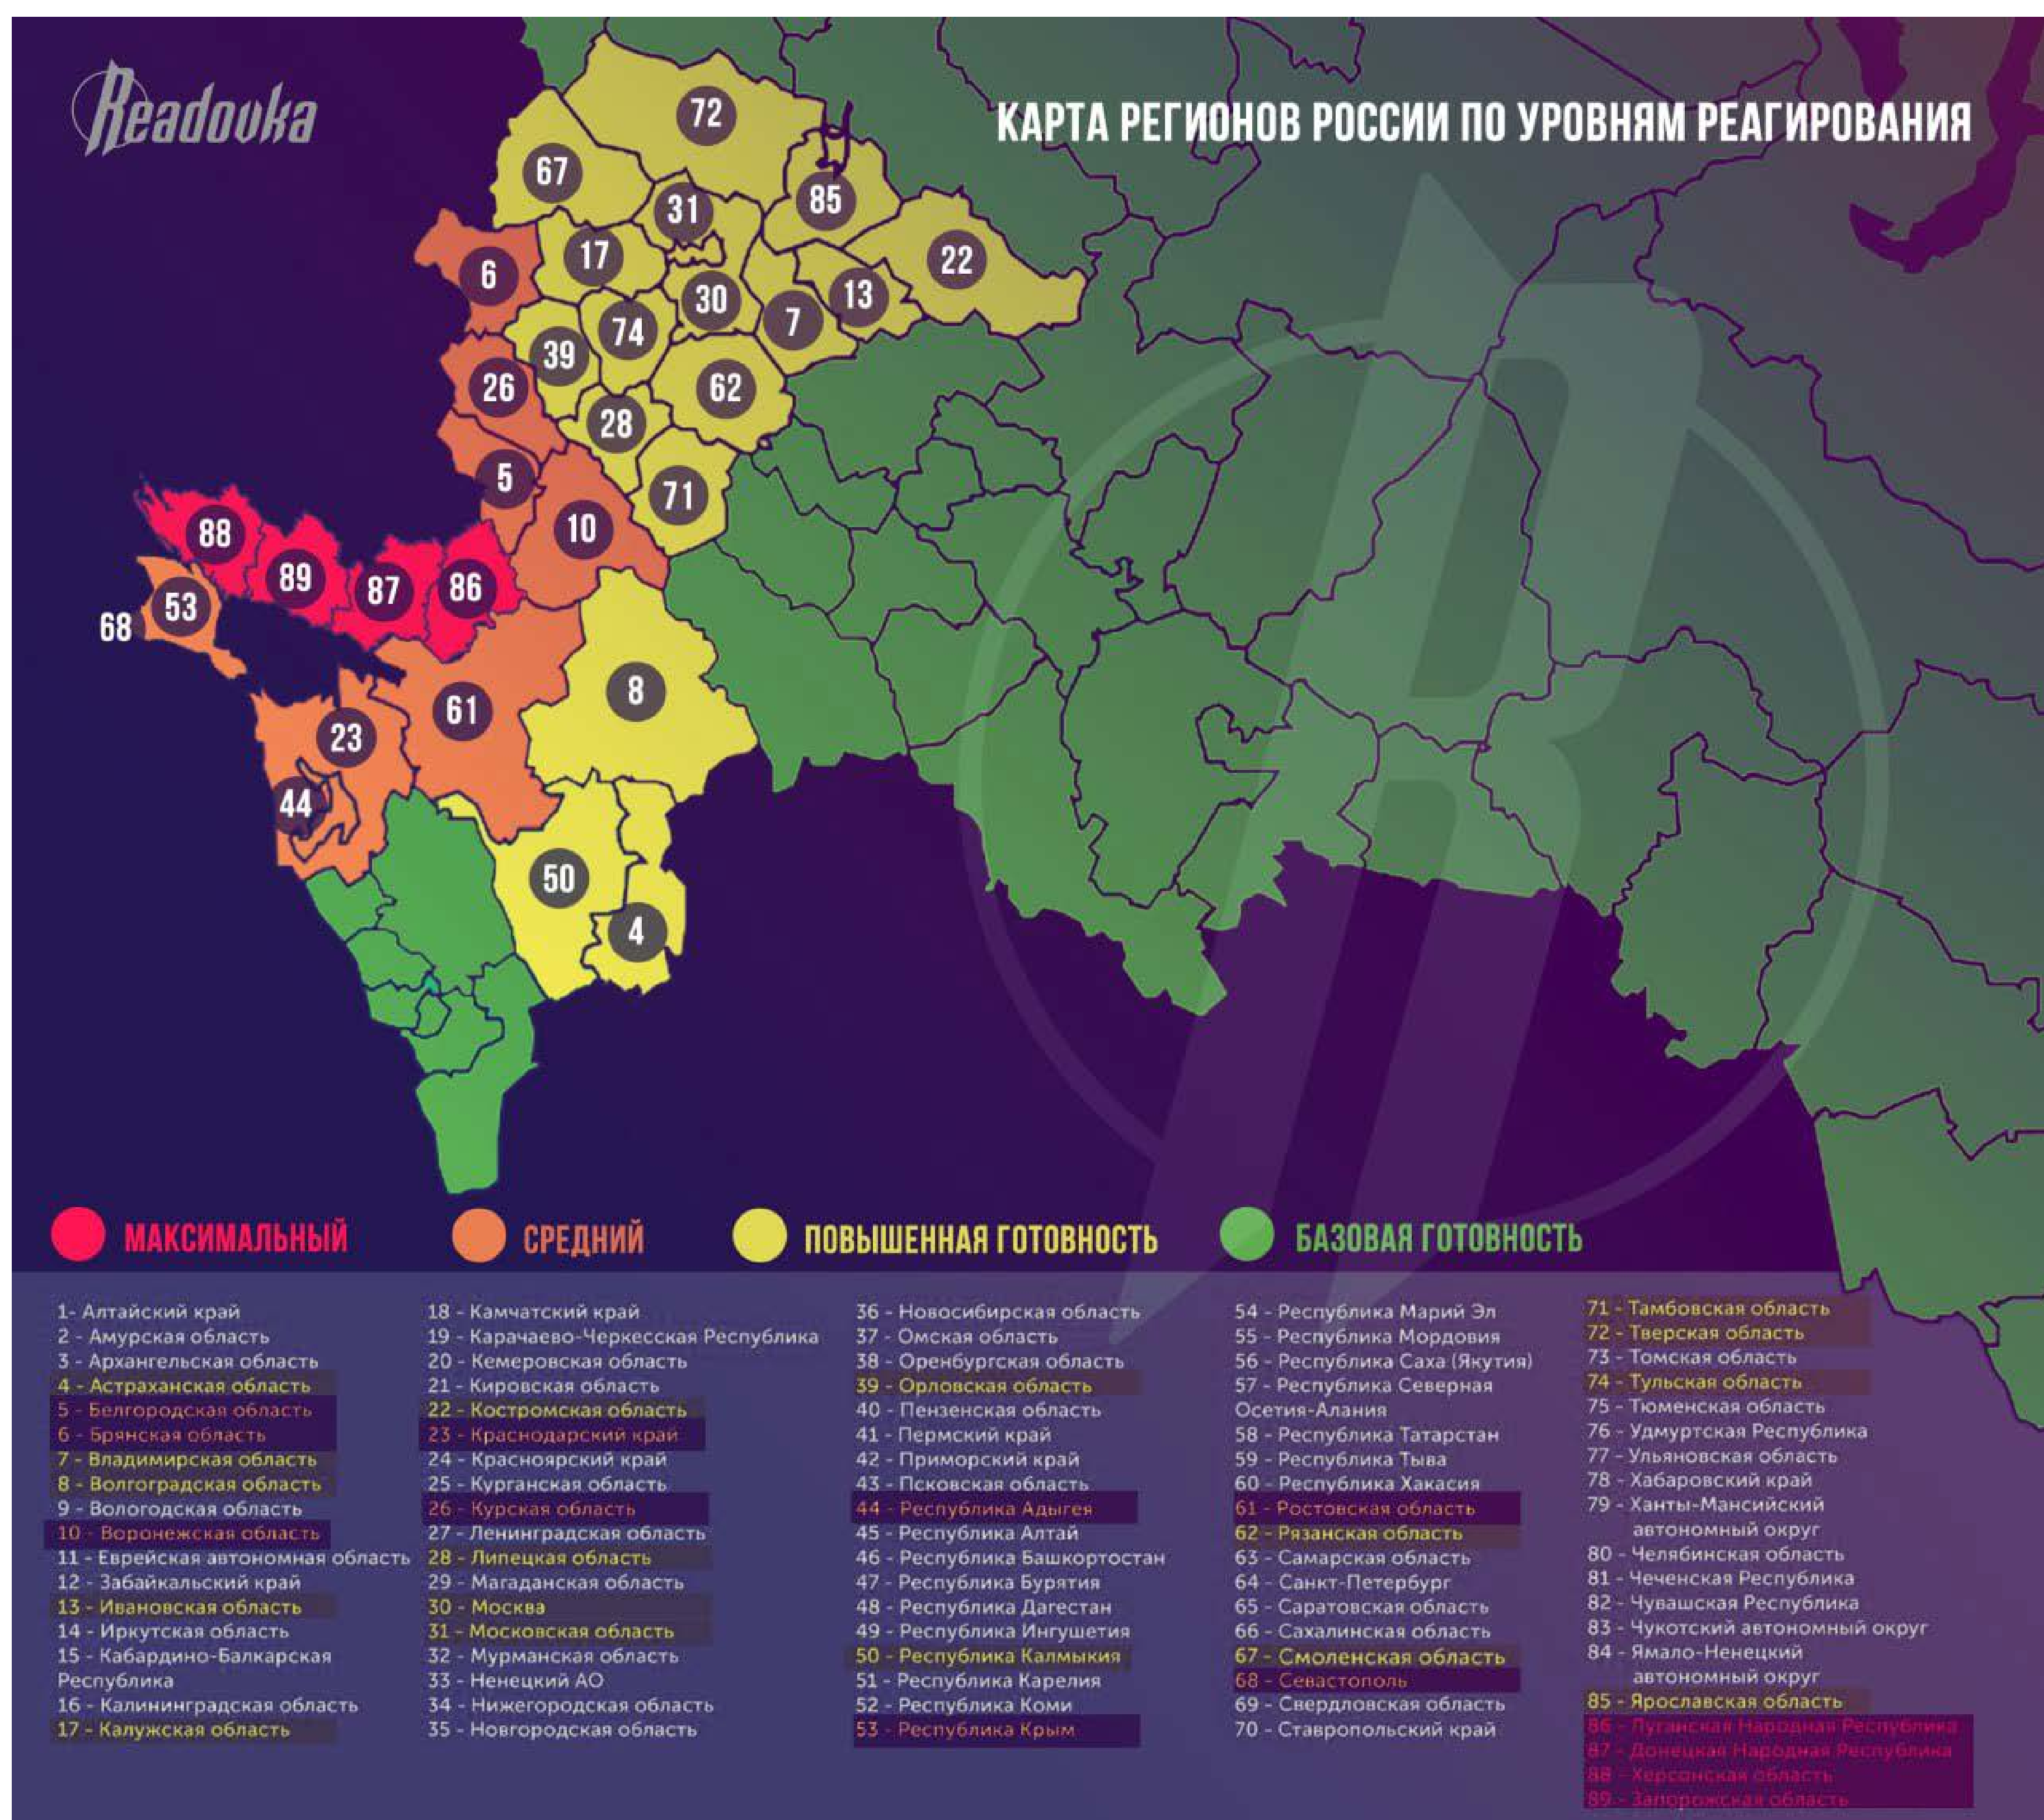 Readovka
КАРТА РЕГИОНОВ РОССИИ ПО УРОВНЯМ РЕАГИРОВАНИЯ
72
67
31
85
17
22
6
30
13
7
74
39
26
62
28
5
71
10
88
89
87
86
53
68
8
61
23
44
50
4
МАКСИМАЛЬНЫЙ
СРЕДНИЙ
ПОВЫШЕННАЯ ГОТОВНОСТЬ
БАЗОВАЯ ГОТОВНОСТЬ
1- Алтайский край
2 - Амурская область
3 - Архангельская область
4 - Астраханская область
5 - Белгородская область
6 - Брянская область
7 - Владимирская область
8 - Волгоградская область
9 - Вологодская область
10 - Воронежская область
11 - Еврейская автономная область
12 - Забайкальский край
13 - Ивановская область
14 - Иркутская область
15 - Кабардино-Балкарская
Республика
16 - Калининградская область
17 - Калужская область
18 - Камчатский край
19 - Карачаево-Черкесская Республика
20 - Кемеровская область
21 - Кировская область
22 - Костромская область
23 - Краснодарский край
24 - Красноярский край
25 - Курганская область
26 - Курская область
27 - Ленинградская область
28 - Липецкая область
29 - Магаданская область
30 - Москва
31 - Московская область
32 - Мурманская область
33 - Ненецкий АО
34 - Нижегородская область
35 - Новгородская область
36 - Новосибирская область
37 - Омская область
38 - Оренбургская область
39 - Орловская область
40 - Пензенская область
41 - Пермский край
42 - Приморский край
43 - Псковская область
44 - Республика Адыгея
45 - Республика Алтай
46 - Республика Башкортостан
47 - Республика Бурятия
48 - Республика Дагестан
49 - Республика Ингушетия
50 - Республика Калмыкия
51 - Республика Карелия
52 - Республика Коми
53 - Республика Крым
54 - Республика Марий Эл
55 - Республика Мордовия
56 - Республика Саха (Якутия)
57 - Республика Северная
Осетия-Алания
58 - Республика Татарстан
59 - Республика Тыва
60 - Республика Хакасия
61 - Ростовская область
62 - Рязанская область
63 - Самарская область
64 - Санкт-Петербург
65 - Саратовская область
66 - Сахалинская область
67 - Смоленская область
68 - Севастополь
69 - Свердловская область
70 - Ставропольский край
71 - Тамбовская область
72 - Тверская область
73 - Томская область
74 - Тульская область
75 - Тюменская область
76 - Удмуртская Республика
77 - Ульяновская область
78 - Хабаровский край
79 - Ханты-Мансийский
автономный округ
80 - Челябинская область
81 - Чеченская Республика
82 - Чувашская Республика
83 - Чукотский автономный округ
84 - Ямало-Ненецкий
автономный округ
85 - Ярославская область
86 - Луганская Народная Республика
87 - Донецкая Народная Республика
88 - Херсонская область
89 - Запорожская область